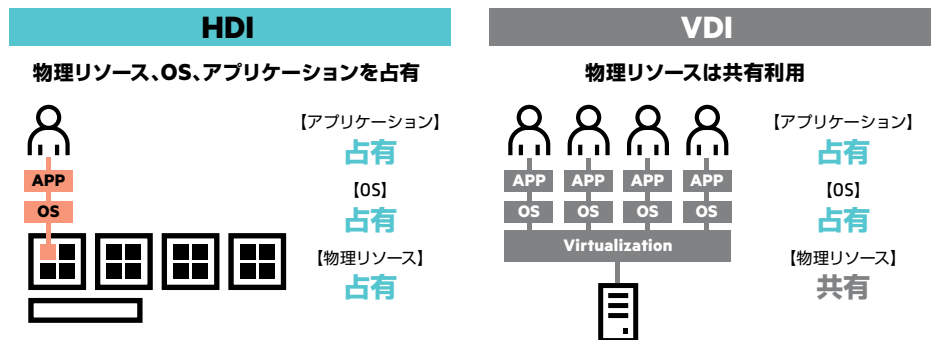 HDI
物理リソース、OS、アプリケーションを占有
APP
OS
【アプリケーション】
占有
【OS】
占有
【物理リソース】
占有
VDI
物理リソースは共有利用
APP APP APP APP
OS OS OS OS
Virtualization
【アプリケーション】
占有
【OS】
占有
【物理リソース】
共有